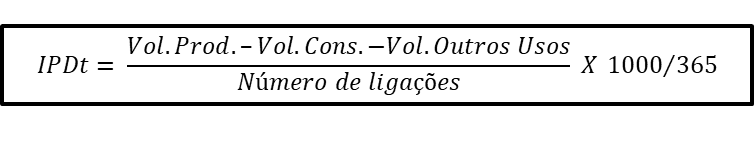 IPDt = Vol. Prod. – Vol. Cons. – Vol. Outros Usos / Número de ligações X 1000/365